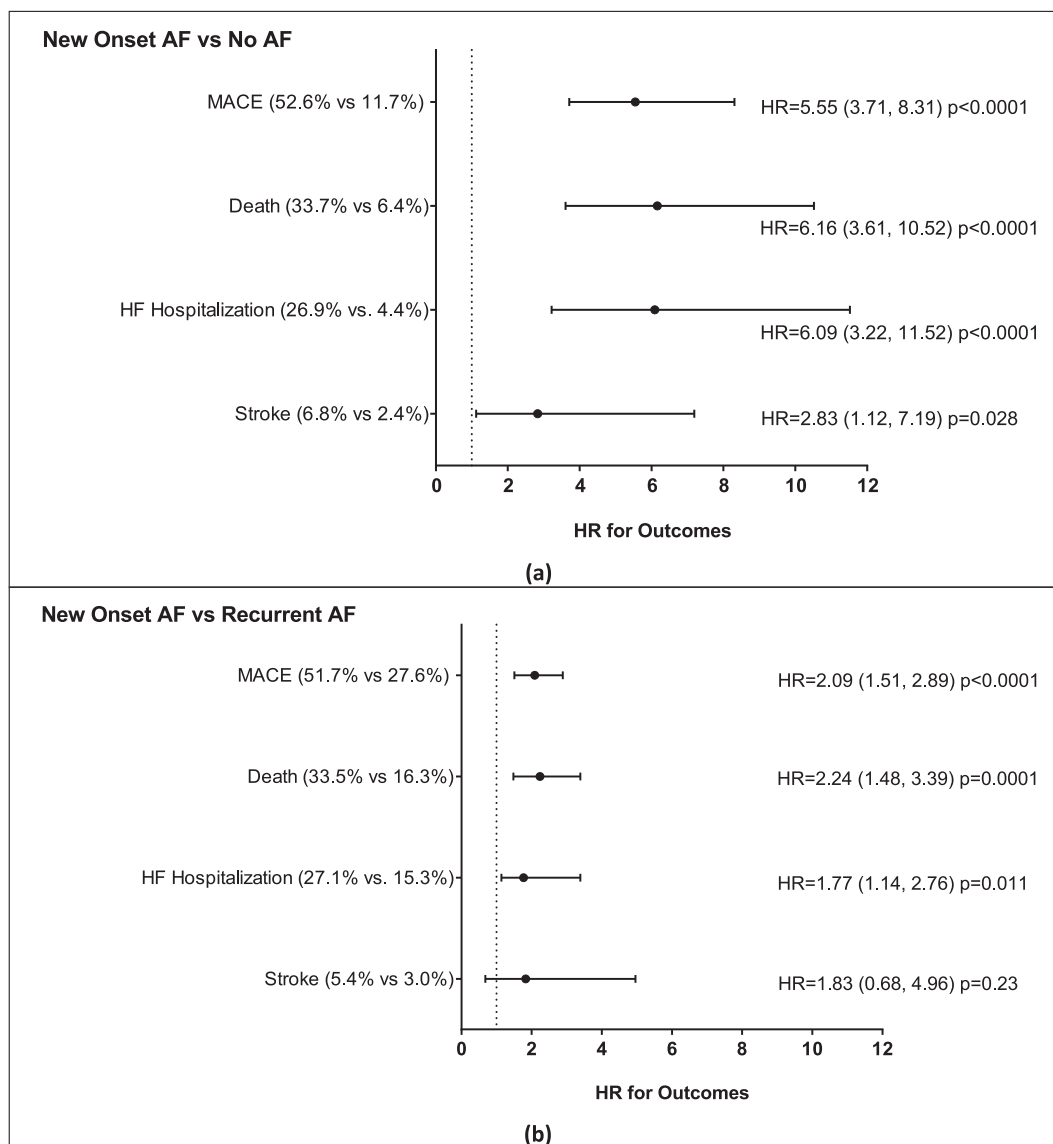 New Onset AF vs No AF
MACE (52.6% vs 11.7%)
HR=5.55 (3.71, 8.31) p<0.0001
Death (33.7% vs 6.4%)
HR=6.16 (3.61, 10.52) p<0.0001
HF Hospitalization (26.9% vs. 4.4%)
HR=6.09 (3.22, 11.52) p<0.0001
Stroke (6.8% vs 2.4%)
HR=2.83 (1.12, 7.19) p=0.028
0 2 4 6 8 10 12
HR for Outcomes
(a)
New Onset AF vs Recurrent AF
MACE (51.7% vs 27.6%)
HR=2.09 (1.51, 2.89) p<0.0001
Death (33.5% vs 16.3%)
HR=2.24 (1.48, 3.39) p=0.0001
HF Hospitalization (27.1% vs. 15.3%)
HR=1.77 (1.14, 2.76) p=0.011
Stroke (5.4% vs 3.0%)
HR=1.83 (0.68, 4.96) p=0.23
0 2 4 6 8 10 12
HR for Outcomes
(b)